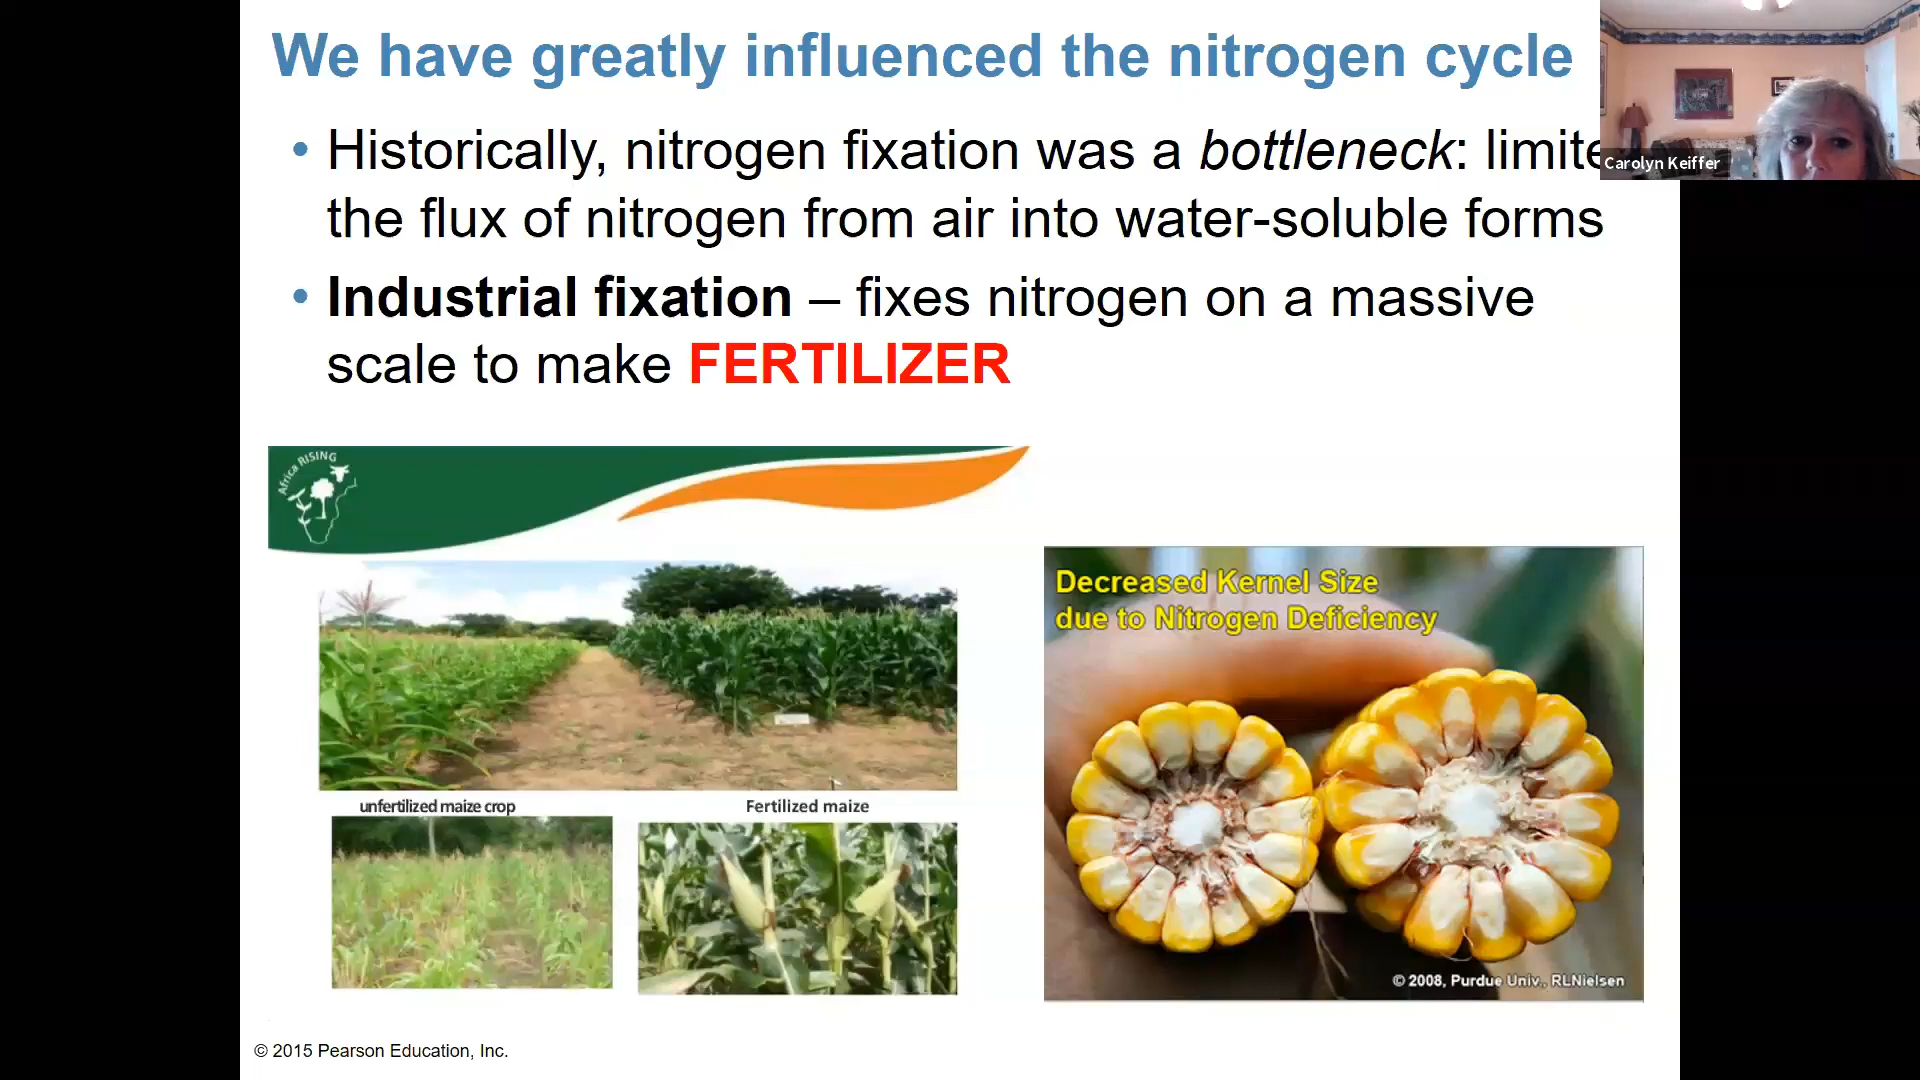 We have greatly influenced the nitrogen cycle
• Historically, nitrogen fixation was a bottleneck: limite
the flux of nitrogen from air into water-soluble forms
• Industrial fixation – fixes nitrogen on a massive
scale to make FERTILIZER
Carolyn Keiffer
Africa RISING
unfertilized maize crop
Fertilized maize
Decreased Kernel Size
due to Nitrogen Deficiency
© 2008, Purdue Univ., RLNielsen
© 2015 Pearson Education, Inc.